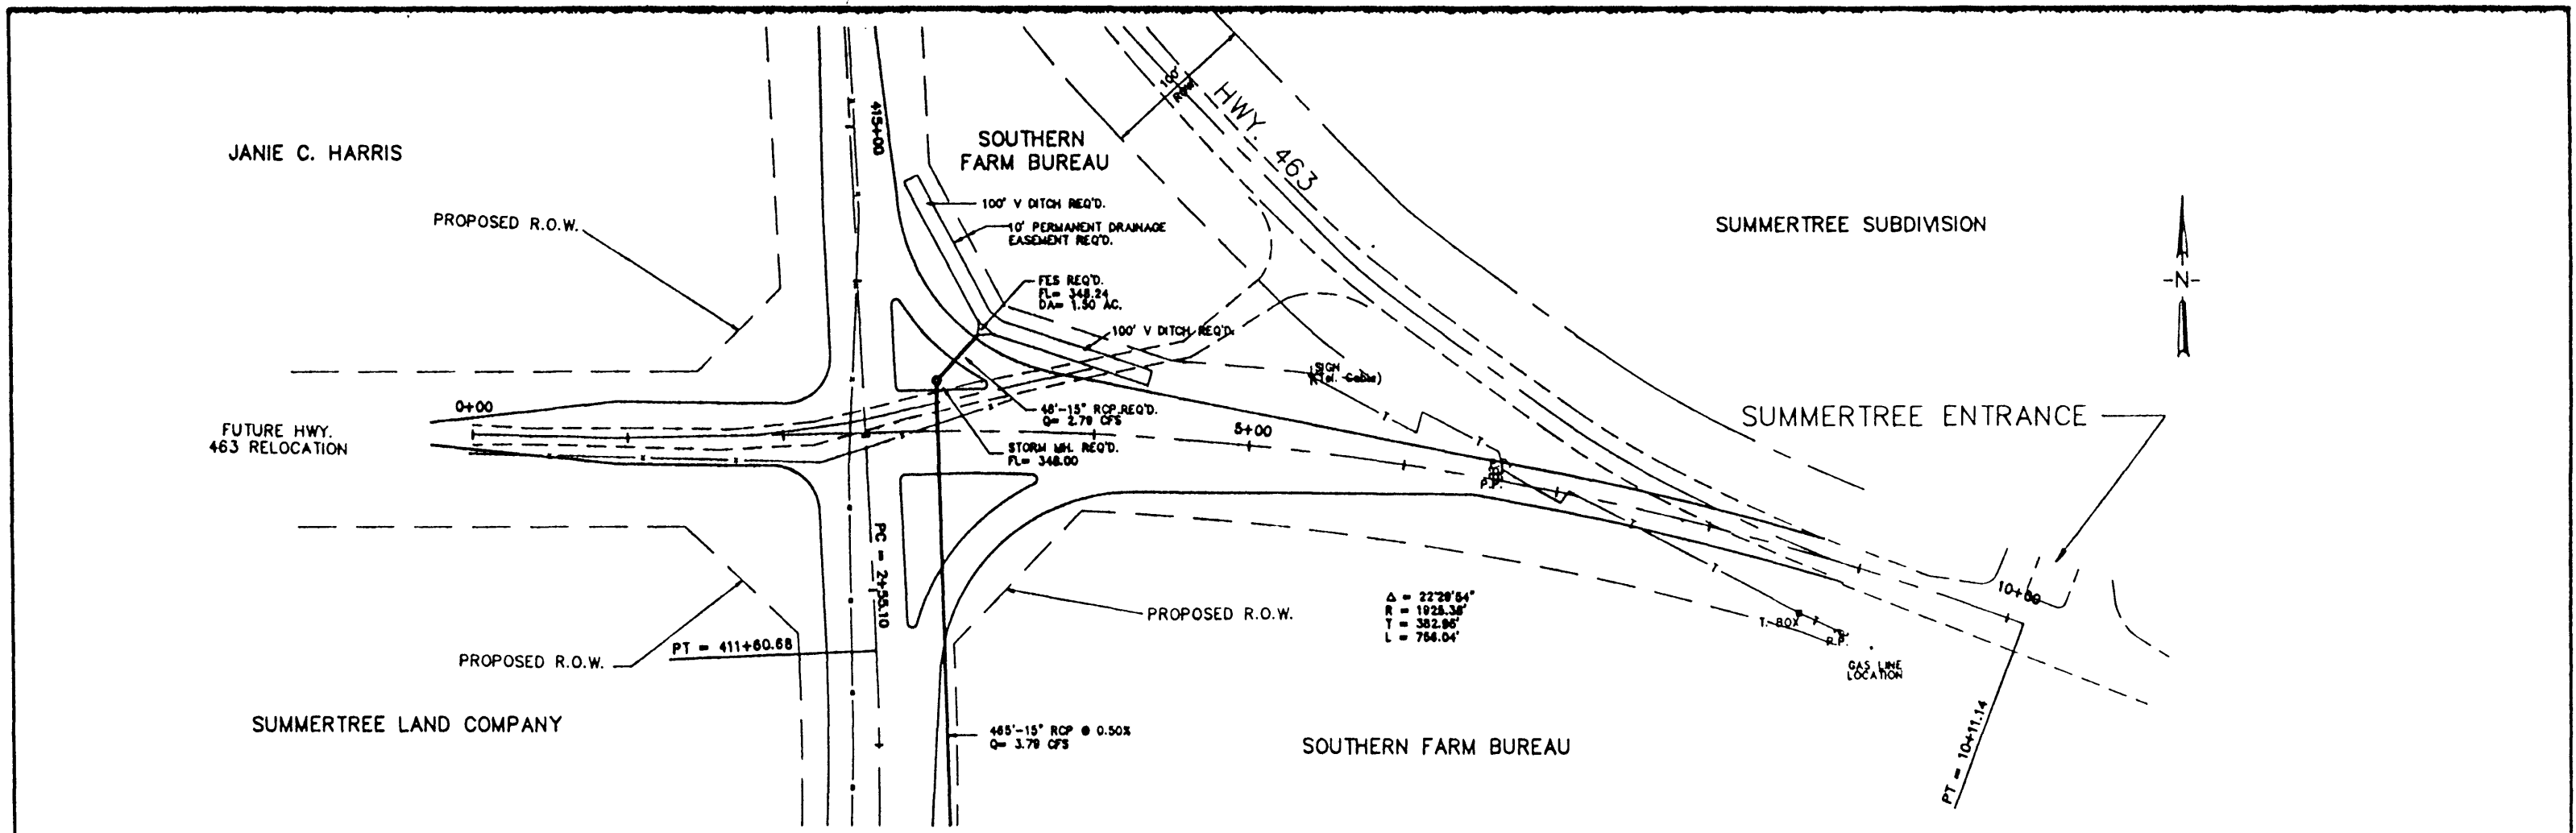 JANIE C. HARRIS
PROPOSED R.O.W.
415+00
SOUTHERN
FARM BUREAU
100' V DITCH REQ'D.
10' PERMANENT DRAINAGE
EASEMENT REQ'D.
FES REQ'D.
FL= 348.24
DA= 1.50 AC.
100' V DITCH REQ'D.
100'
ROW
HWY. 463
SUMMERTREE SUBDIVISION
-N-
SIGN
SUMMERTREE ENTRANCE
0+00
FUTURE HWY.
463 RELOCATION
48'-15" RCP REQ'D.
Q= 2.79 CFS
STORM MH. REQ'D.
FL= 348.00
5+00
P.P.
10+00
PC = 2+55.10
PT = 411+60.68
PROPOSED R.O.W.
PROPOSED R.O.W.
Δ = 22°29'54"
R = 1925.38'
T = 382.95'
L = 756.04'
T. BOX
P.P.
GAS LINE
LOCATION
SUMMERTREE LAND COMPANY
465'-15" RCP @ 0.50%
Q= 3.79 CFS
SOUTHERN FARM BUREAU
PT = 10+11.14